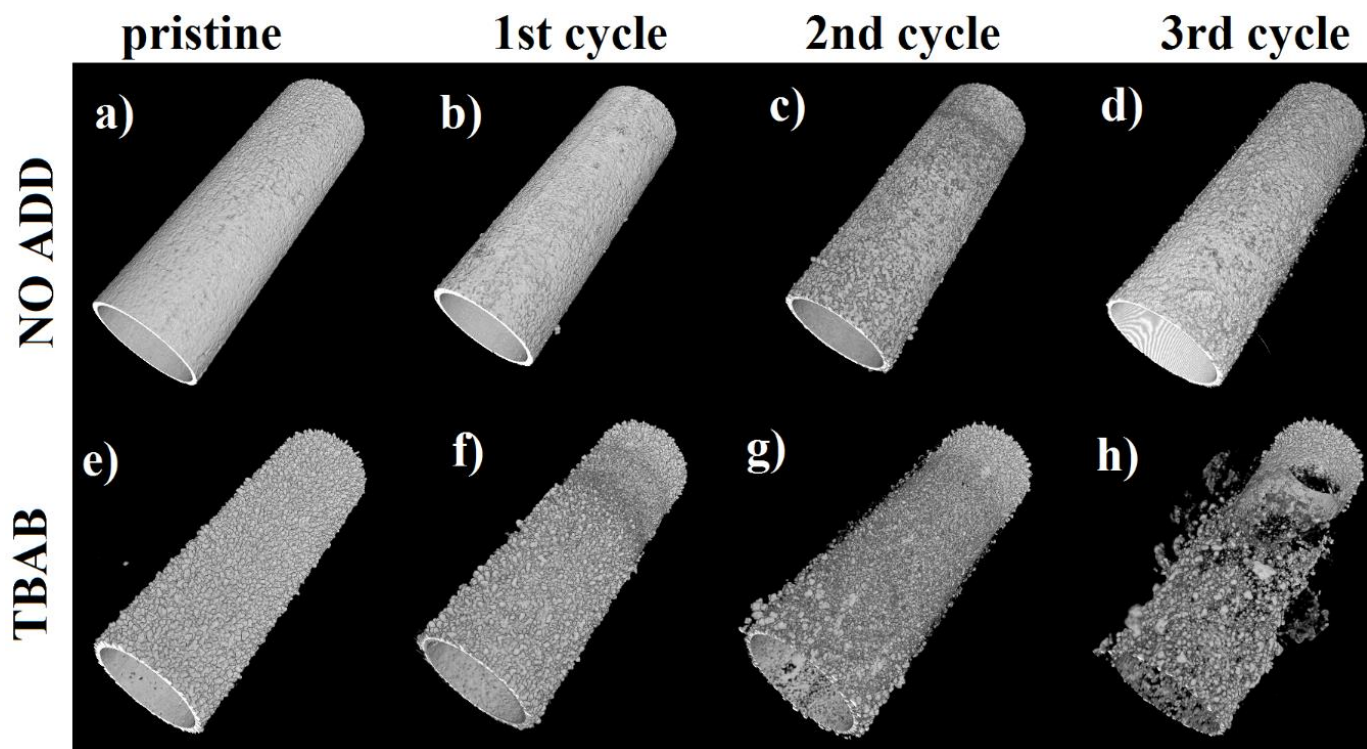 pristine 1st cycle 2nd cycle 3rd cycle
NO ADD
a) b) c) d)
TBAB
e) f) g) h)